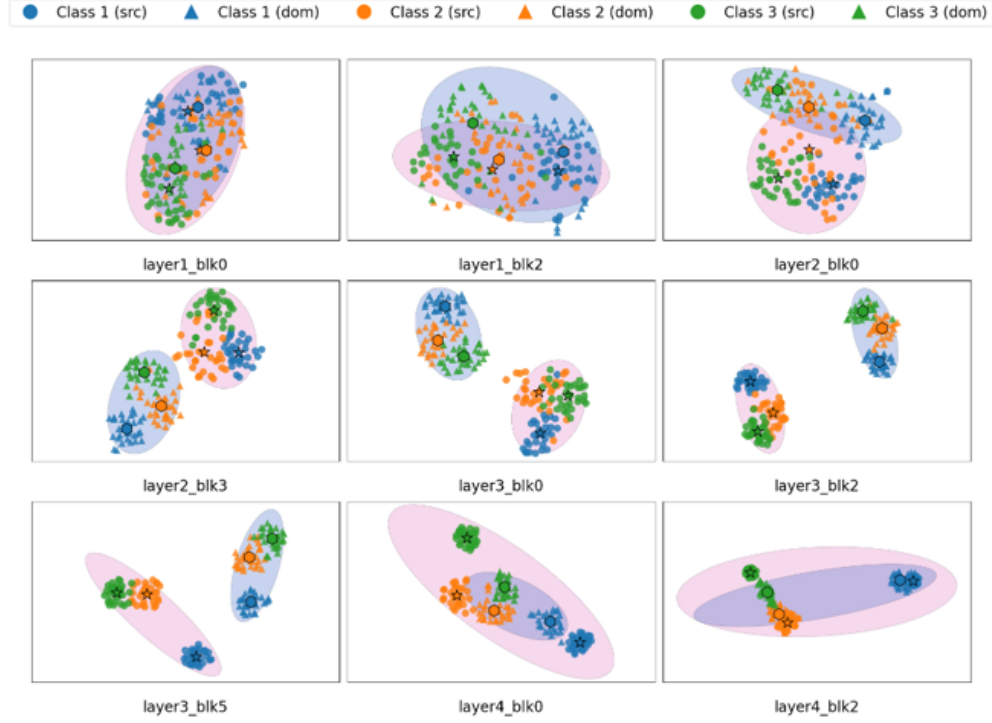 Class 1 (src) Class 1 (dom) Class 2 (src) Class 2 (dom) Class 3 (src) Class 3 (dom)
layer1_blk0 layer1_blk2 layer2_blk0
layer2_blk3 layer3_blk0 layer3_blk2
layer3_blk5 layer4_blk0 layer4_blk2